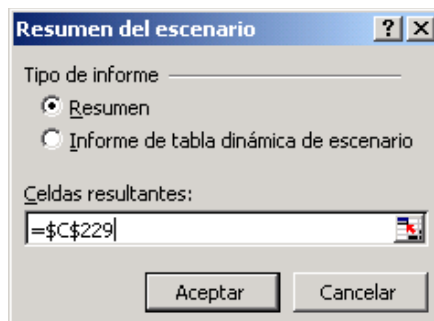 Resumen del escenario
Tipo de informe
Resumen
Informe de tabla dinámica de escenario
Celdas resultantes:
=$C$229
Aceptar Cancelar